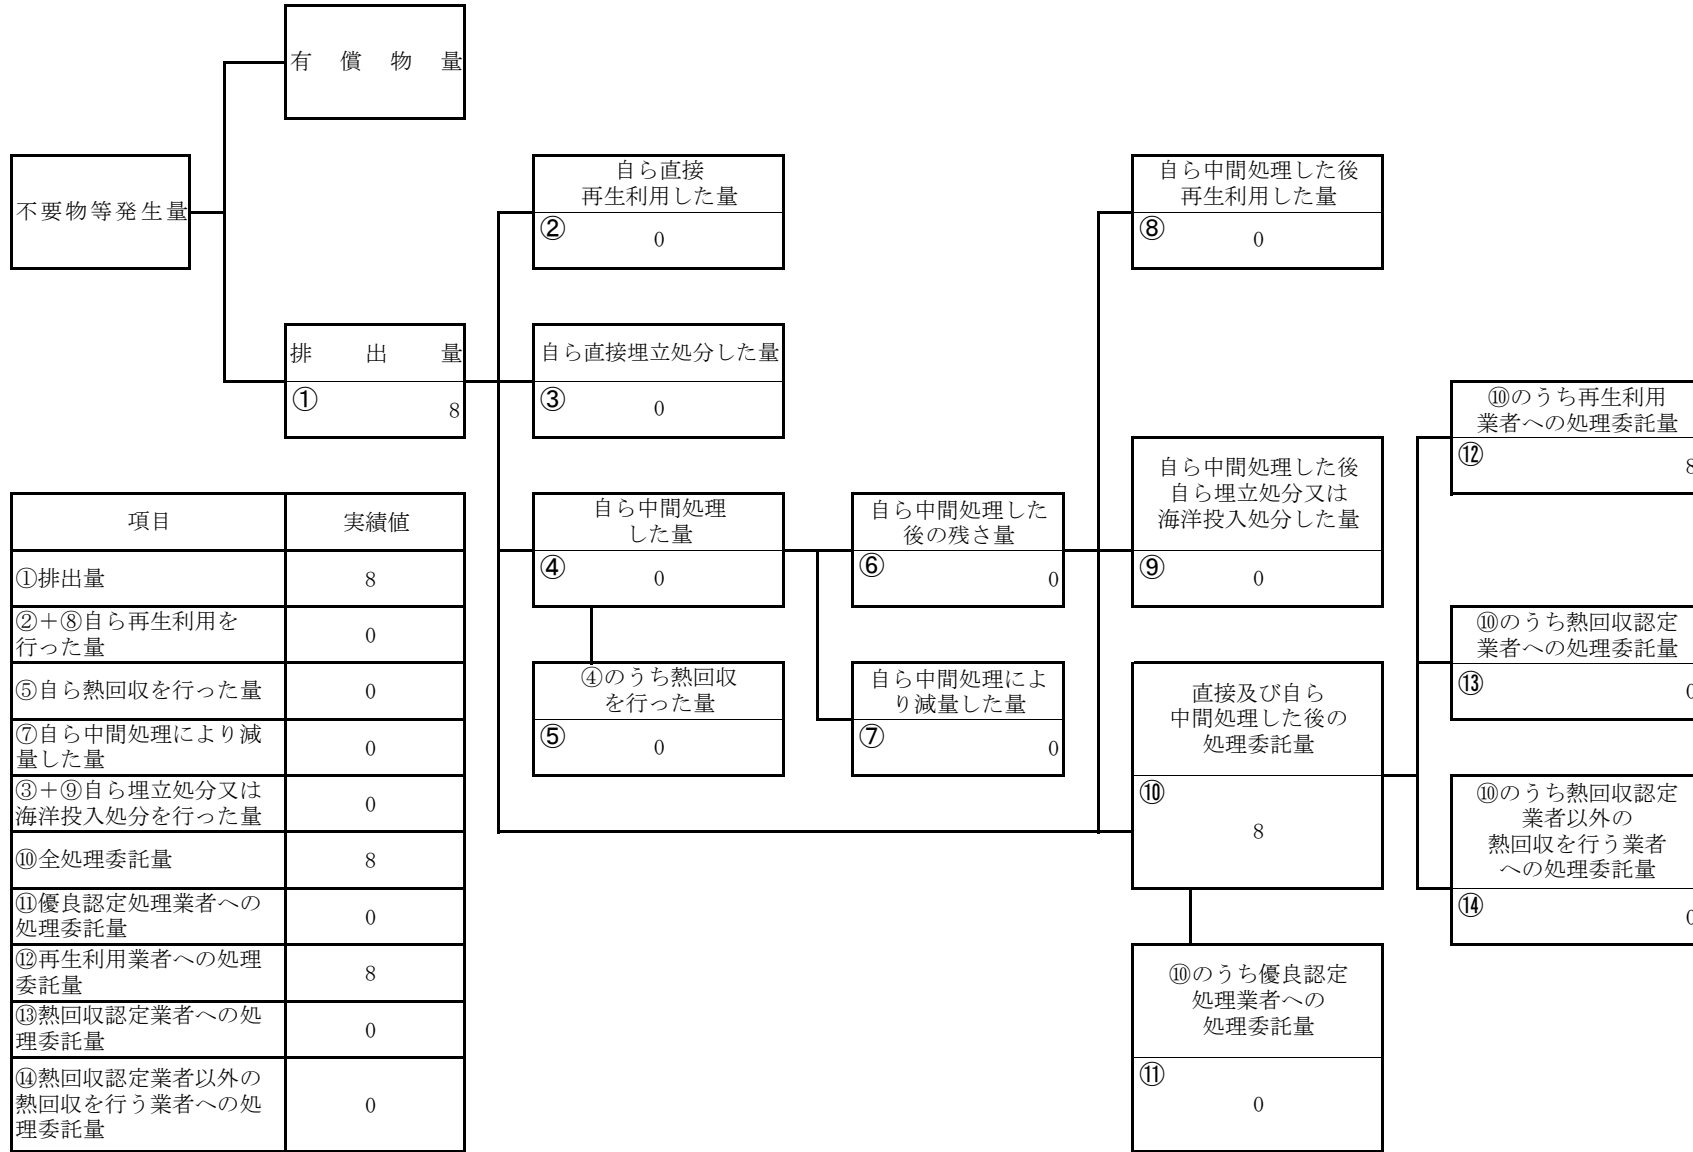 有償物量
不要物等発生量
排出量
①
8
自ら直接
再生利用した量
②
0
自ら直接埋立処分した量
③
0
自ら中間処理
した量
④
0
④のうち熱回収
を行った量
⑤
0
自ら中間処理した
後の残さ量
⑥
0
自ら中間処理によ
り減量した量
⑦
0
自ら中間処理した後
再生利用した量
⑧
0
自ら中間処理した後
自ら埋立処分又は
海洋投入処分した量
⑨
0
直接及び自ら
中間処理した後の
処理委託量
⑩
8
⑩のうち優良認定
処理業者への
処理委託量
⑪
0
⑩のうち再生利用
業者への処理委託量
⑫
8
⑩のうち熱回収認定
業者への処理委託量
⑬
0
⑩のうち熱回収認定
業者以外の
熱回収を行う業者
への処理委託量
⑭
0
項目 実績値
①排出量 8
②+⑧自ら再生利用を
行った量 0
⑤自ら熱回収を行った量 0
⑦自ら中間処理により減
量した量 0
③+⑨自ら埋立処分又は
海洋投入処分を行った量 0
⑩全処理委託量 8
⑪優良認定処理業者への
処理委託量 0
⑫再生利用業者への処理
委託量 8
⑬熱回収認定業者への処
理委託量 0
⑭熱回収認定業者以外の
熱回収を行う業者への処
理委託量 0